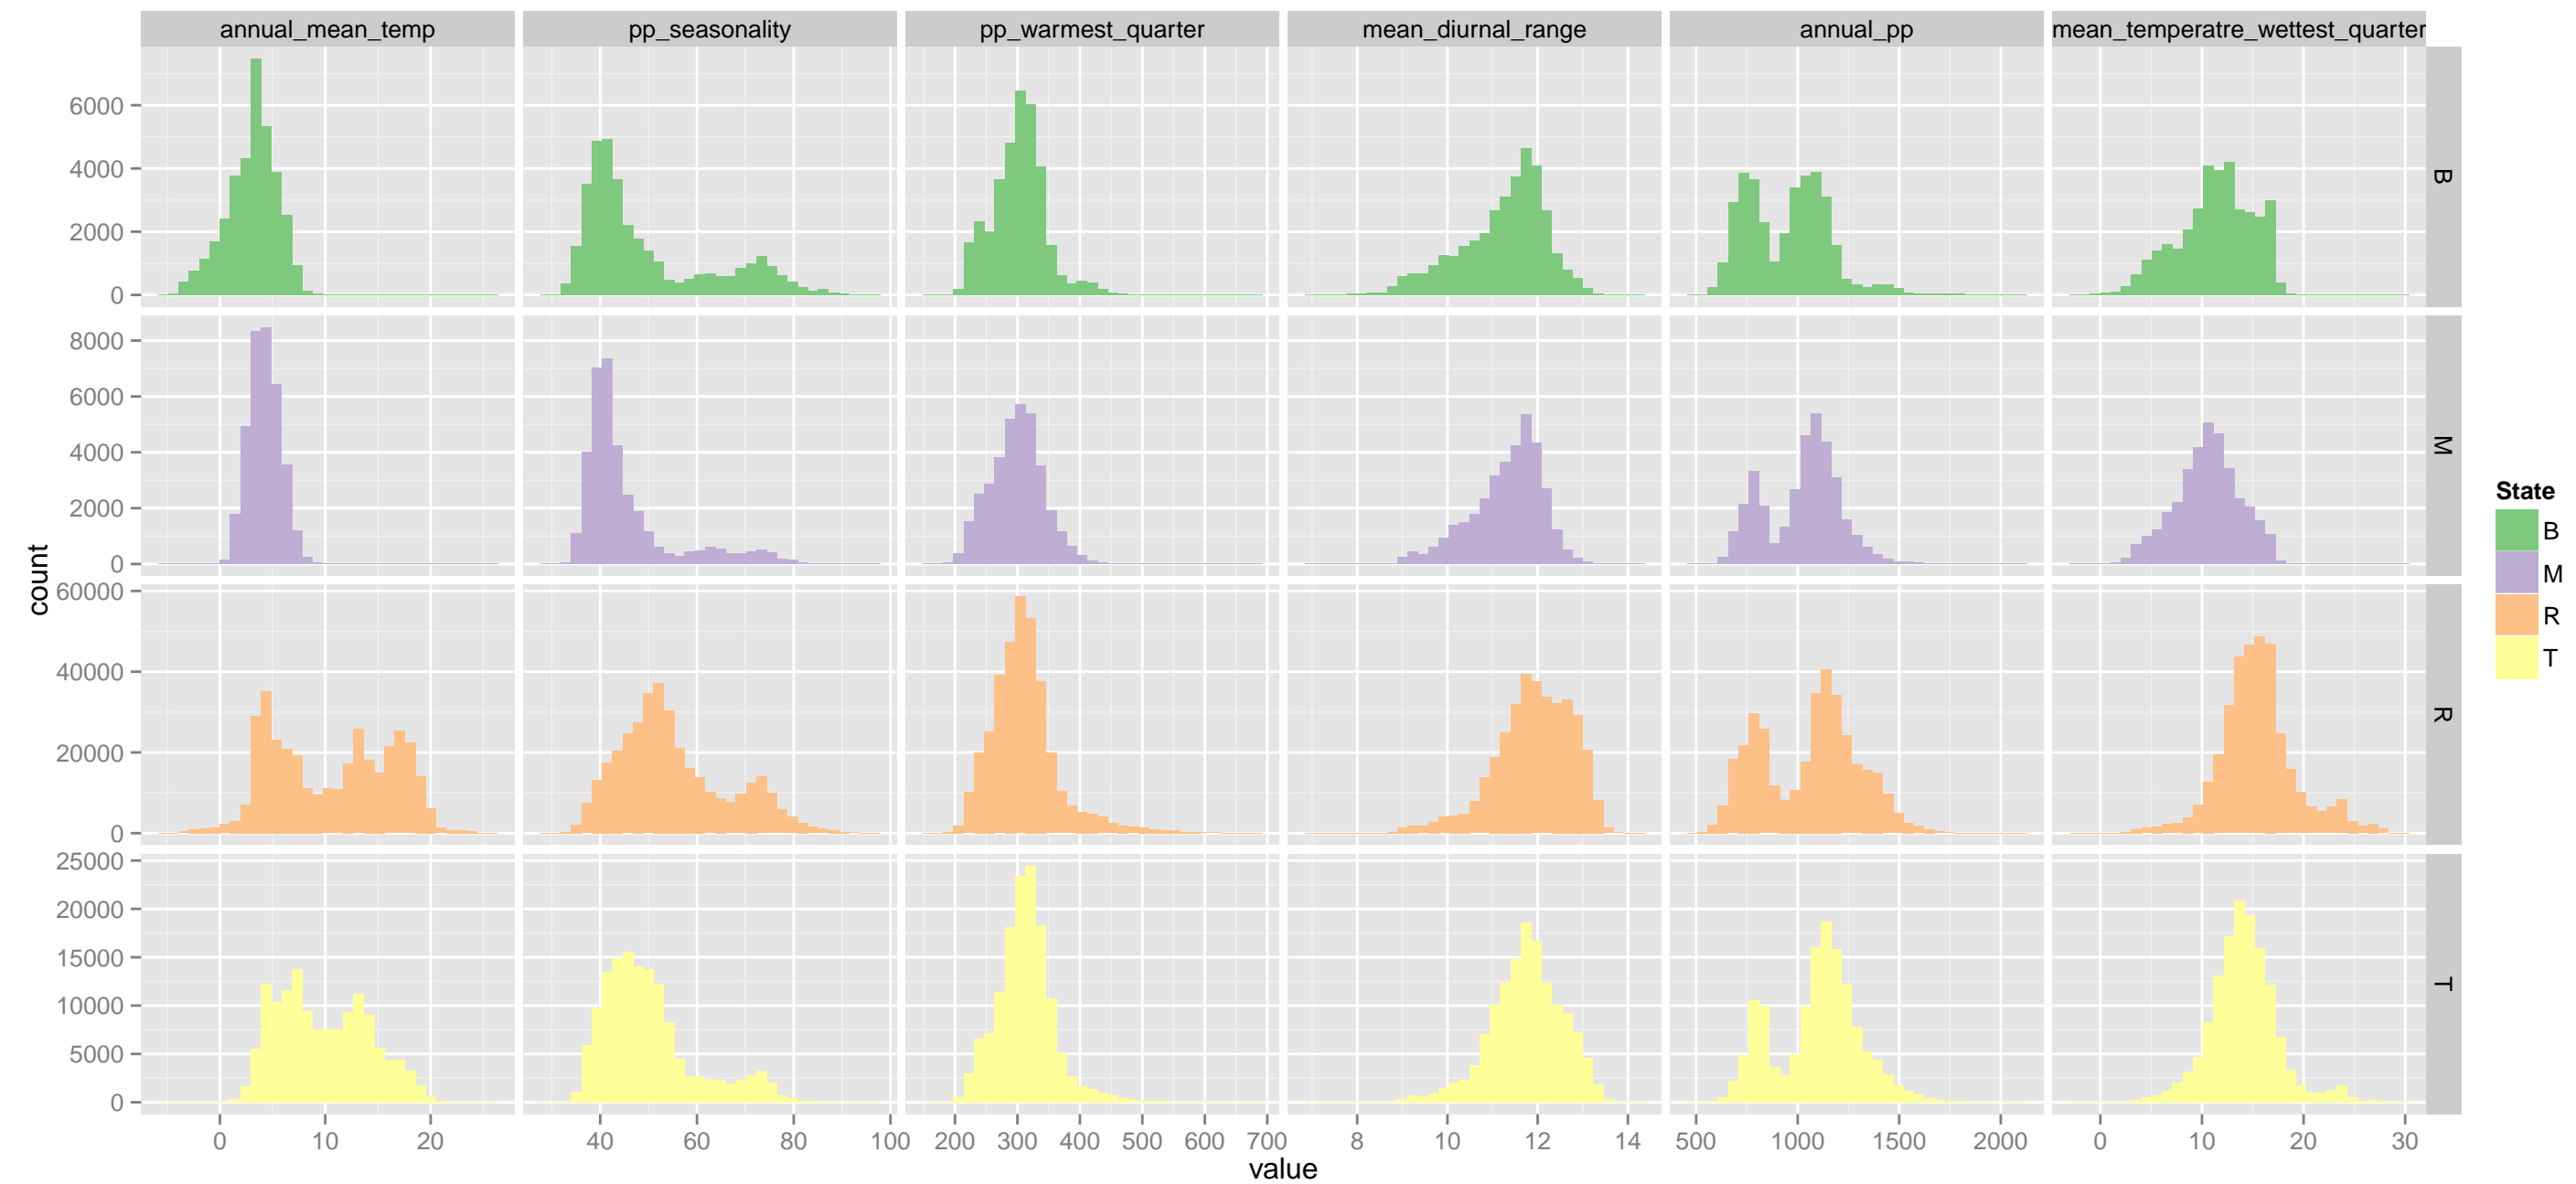 annual_mean_temp pp_seasonality pp_warmest_quarter mean_diurnal_range annual_pp mean_temperatre_wettest_quarter
6000
4000
2000
0
B
8000
6000
4000
2000
0
M
60000
40000
20000
0
R
25000
20000
15000
10000
5000
0
T
count
0 10 20 40 60 80 100 200 300 400 500 600 700 8 10 12 14 500 1000 1500 2000 0 10 20 30
value
State
B
M
R
T